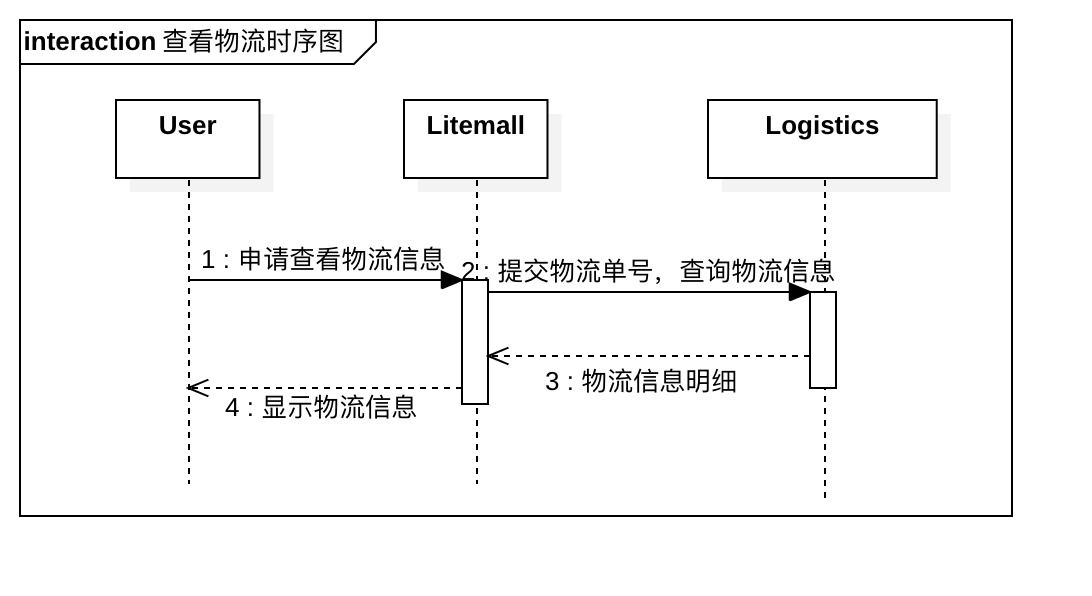 interaction 查看物流时序图
User
Litemall
Logistics
1 : 申请查看物流信息
2 : 提交物流单号，查询物流信息
3 : 物流信息明细
4 : 显示物流信息